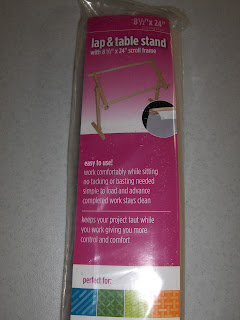 8½" x 24"
lap & table stand
with 8½" x 24" scroll frame
easy to use!
work comfortably while sitting
no tacking or basting needed
simple to load and advance
completed work stays clean
keeps your project taut while
you work giving you more
control and comfort
perfect for: